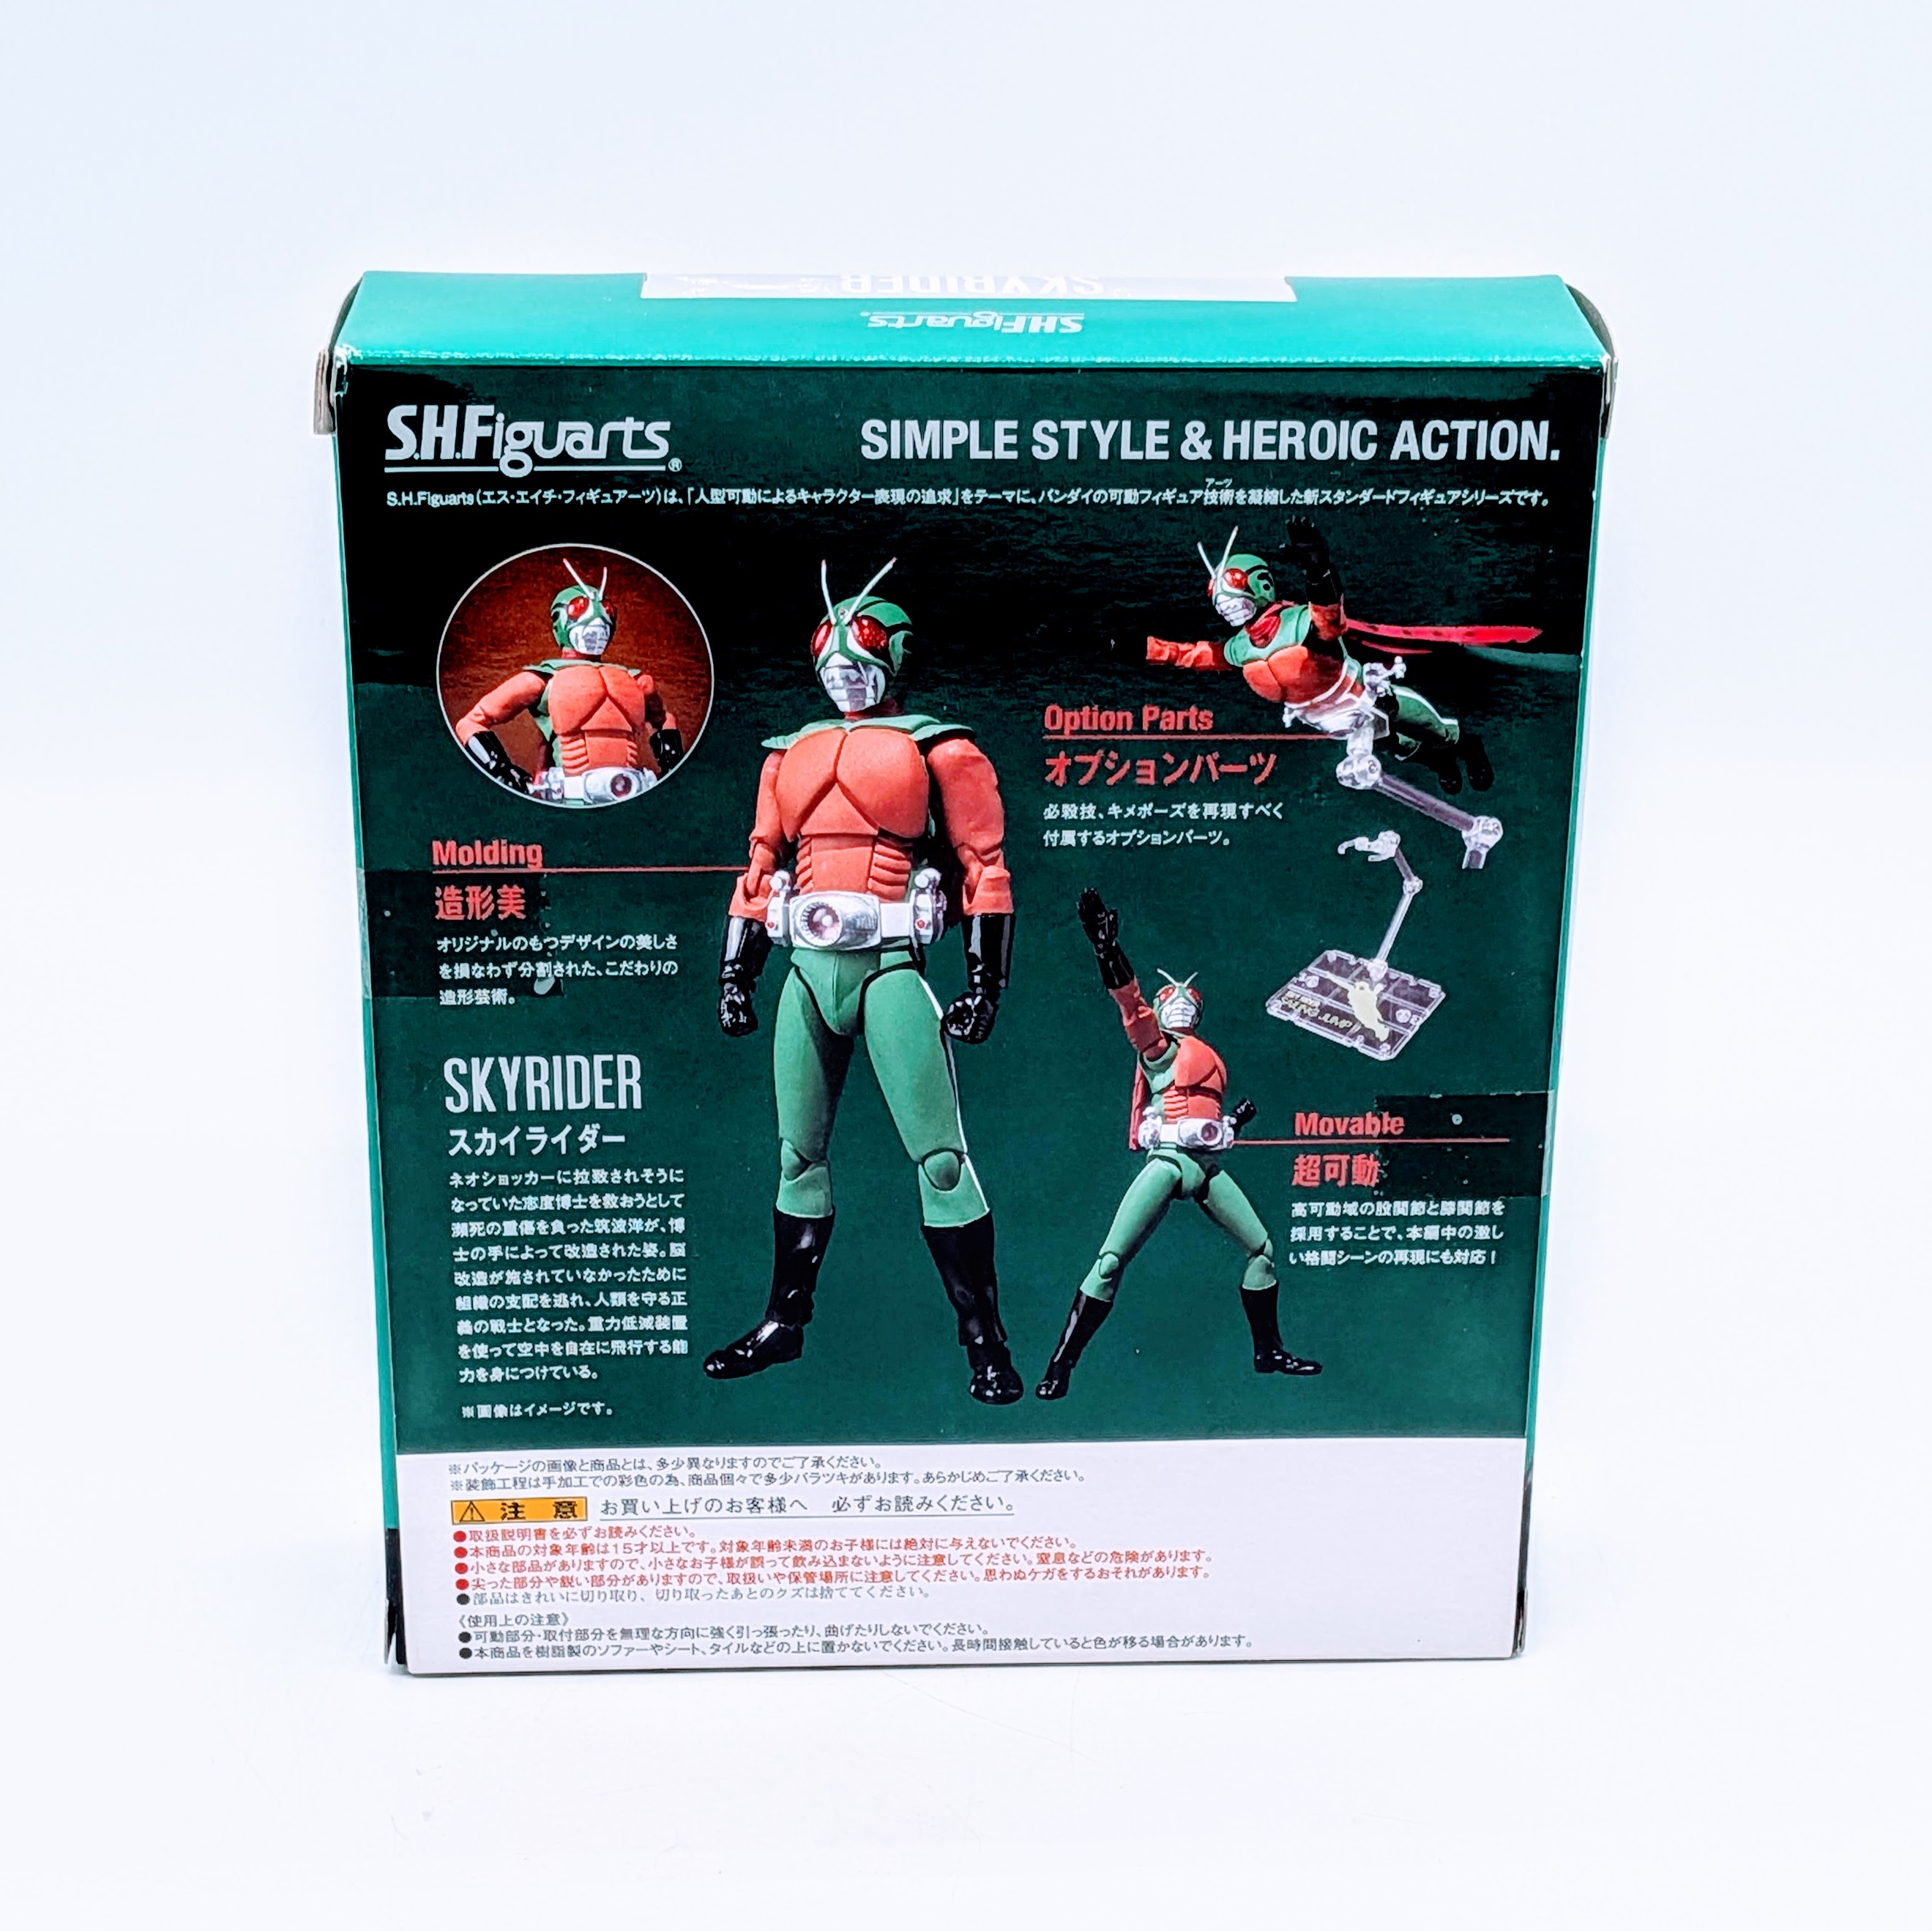 SKYRIDER
S.H.Figuarts
S.H.Figuarts®
SIMPLE STYLE & HEROIC ACTION.
アーツ
S.H.Figuarts(エス・エイチ・フィギュアーツ)は、「人型可動によるキャラクター表現の追求」をテーマに、バンダイの可動フィギュア技術を凝縮した新スタンダードフィギュアシリーズです。
Option Parts
オプションパーツ
必殺技、キメポーズを再現すべく
付属するオプションパーツ。
Molding
造形美
オリジナルのもつデザインの美しさ
を損なわず分割された、こだわりの
造形芸術。
SKYRIDER
スカイライダー
ネオショッカーに拉致されそうに
なっていた志度博士を救おうとして
瀕死の重傷を負った筑波洋が、博
士の手によって改造された姿。脳
改造が施されていなかったために
組織の支配を逃れ、人類を守る正
義の戦士となった。重力低減装置
を使って空中を自在に飛行する能
力を身につけている。
※画像はイメージです。
JUMP
Movable
超可動
高可動域の股関節と膝関節を
採用することで、本編中の激し
い格闘シーンの再現にも対応!
※パッケージの画像と商品とは、多少異なりますのでご了承ください。
※装飾工程は手加工での彩色の為、商品個々で多少バラツキがあります。あらかじめご了承ください。
⚠注 意 お買い上げのお客様へ 必ずお読みください。
●取扱説明書を必ずお読みください。
●本商品の対象年齢は15才以上です。対象年齢未満のお子様には絶対に与えないでください。
●小さな部品がありますので、小さなお子様が誤って飲み込まないように注意してください。窒息などの危険があります。
●尖った部分や鋭い部分がありますので、取扱いや保管場所に注意してください。思わぬケガをするおそれがあります。
●部品はきれいに切り取り、切り取ったあとのクズは捨ててください。
《使用上の注意》
●可動部分・取付部分を無理な方向に強く引っ張ったり、曲げたりしないでください。
●本商品を樹脂製のソファーやシート、タイルなどの上に置かないでください。長時間接触していると色が移る場合があります。